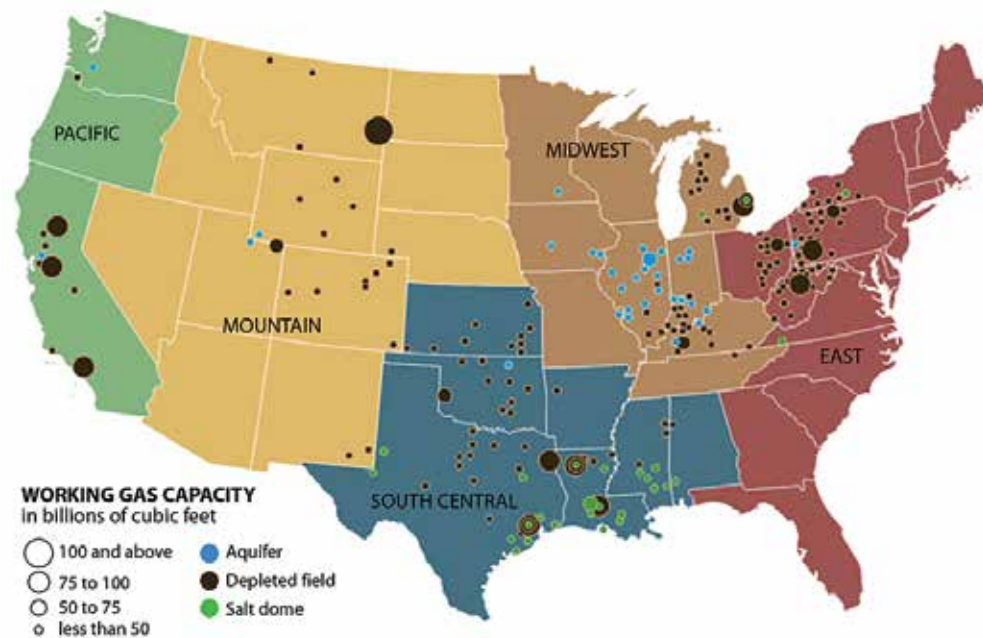 PACIFIC
MIDWEST
MOUNTAIN
EAST
SOUTH CENTRAL
WORKING GAS CAPACITY
in billions of cubic feet
100 and above
75 to 100
50 to 75
less than 50
Aquifer
Depleted field
Salt dome